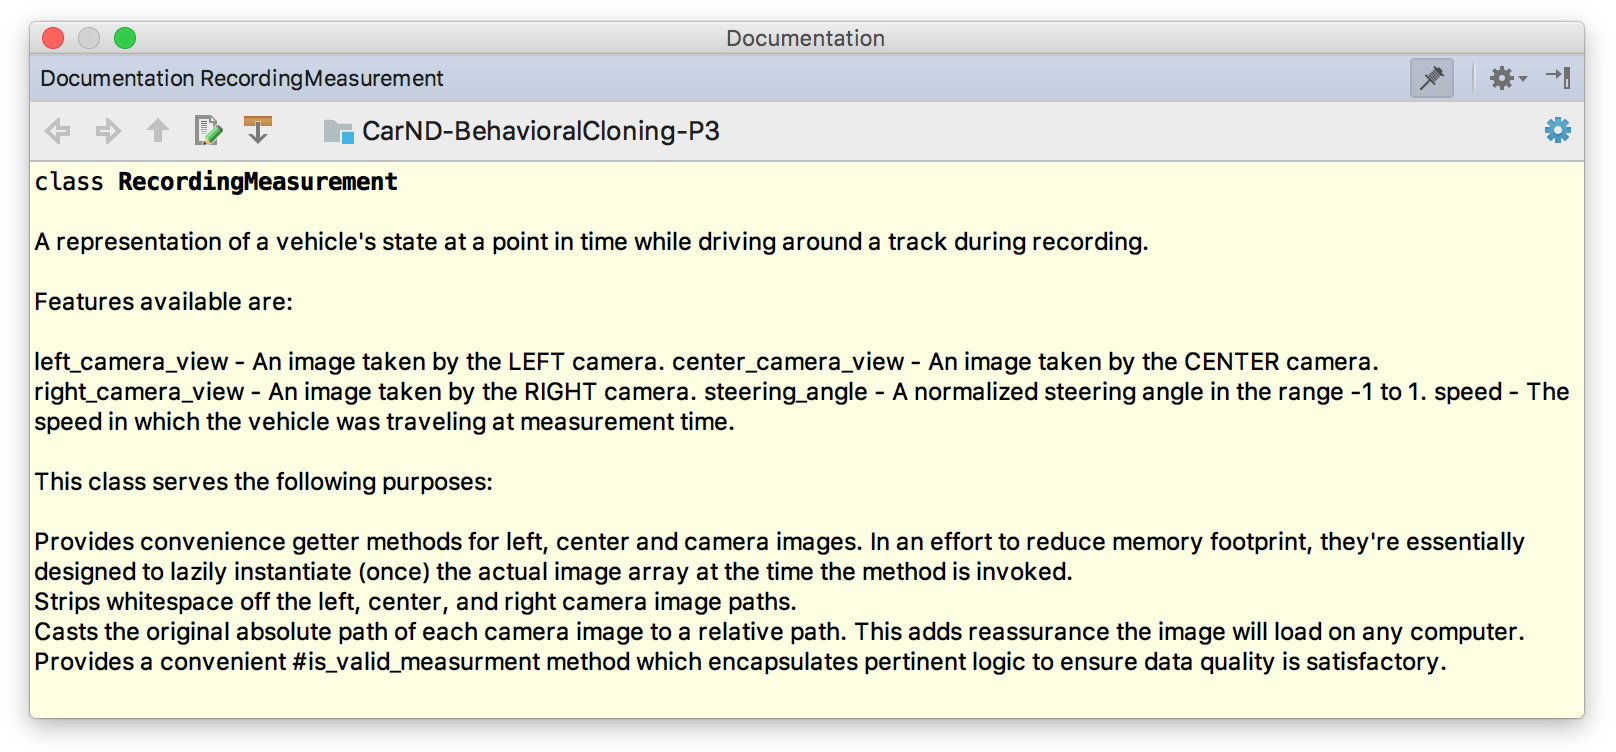 Documentation
Documentation RecordingMeasurement
CarND-BehavioralCloning-P3
class RecordingMeasurement
A representation of a vehicle's state at a point in time while driving around a track during recording.
Features available are:
left_camera_view - An image taken by the LEFT camera. center_camera_view - An image taken by the CENTER camera.
right_camera_view - An image taken by the RIGHT camera. steering_angle - A normalized steering angle in the range -1 to 1. speed - The
speed in which the vehicle was traveling at measurement time.
This class serves the following purposes:
Provides convenience getter methods for left, center and camera images. In an effort to reduce memory footprint, they're essentially
designed to lazily instantiate (once) the actual image array at the time the method is invoked.
Strips whitespace off the left, center, and right camera image paths.
Casts the original absolute path of each camera image to a relative path. This adds reassurance the image will load on any computer.
Provides a convenient #is_valid_measurment method which encapsulates pertinent logic to ensure data quality is satisfactory.